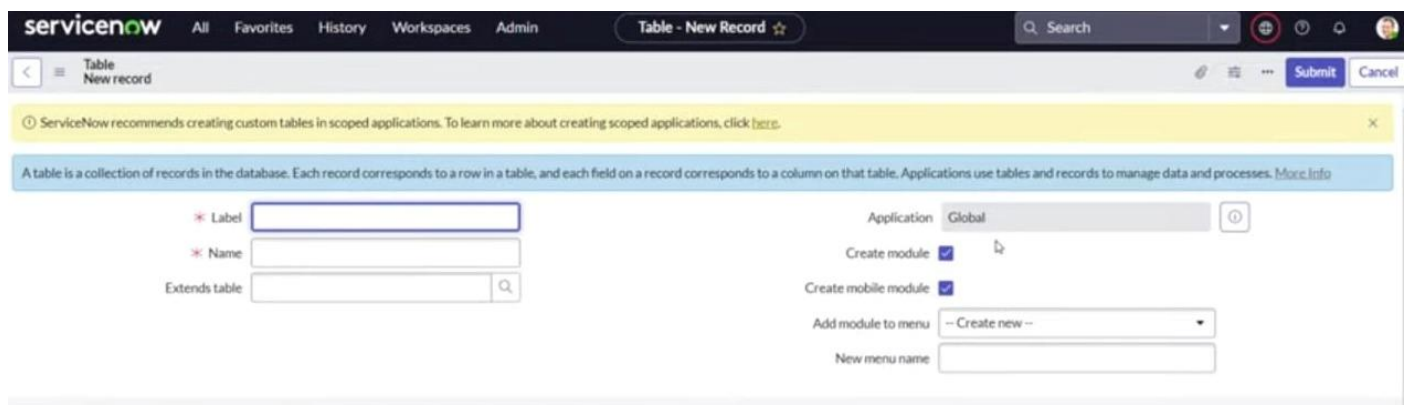 servicenow All Favorites History Workspaces Admin Table - New Record Search
Table
New record
Submit Cancel
ServiceNow recommends creating custom tables in scoped applications. To learn more about creating scoped applications, click here.
A table is a collection of records in the database. Each record corresponds to a row in a table, and each field on a record corresponds to a column on that table. Applications use tables and records to manage data and processes. More Info
* Label
Application Global
* Name
Create module
Extends table
Create mobile module
Add module to menu -- Create new --
New menu name